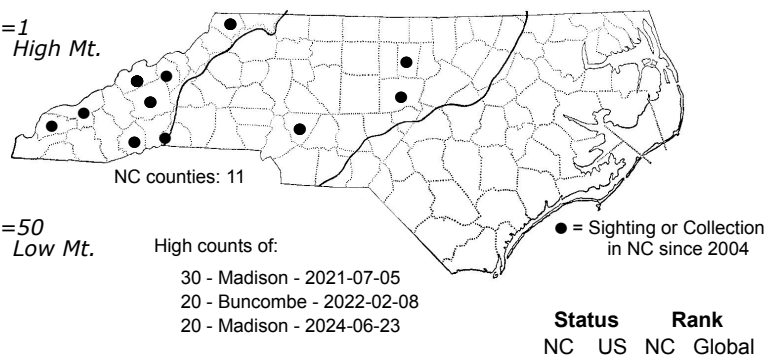 =1
High Mt.
NC counties: 11
=50
Low Mt.
High counts of:
30 - Madison - 2021-07-05
20 - Buncombe - 2022-02-08
20 - Madison - 2024-06-23
● = Sighting or Collection
in NC since 2004
Status Rank
NC US NC Global